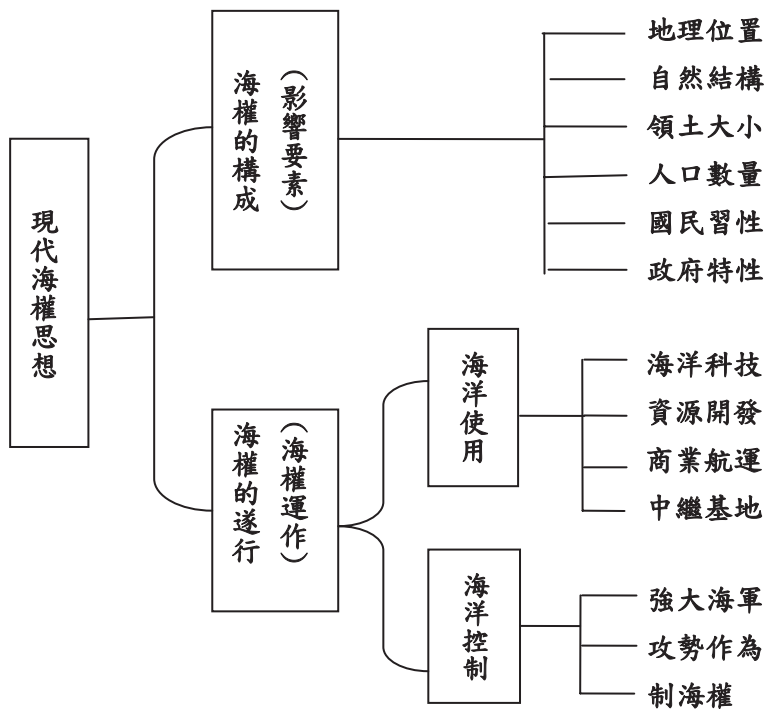 現代海權思想
海權的構成
（影響要素）
地理位置
自然結構
領土大小
人口數量
國民習性
政府特性
海權的遂行
（海權運作）
海洋使用
海洋科技
資源開發
商業航運
中繼基地
海洋控制
強大海軍
攻勢作為
制海權